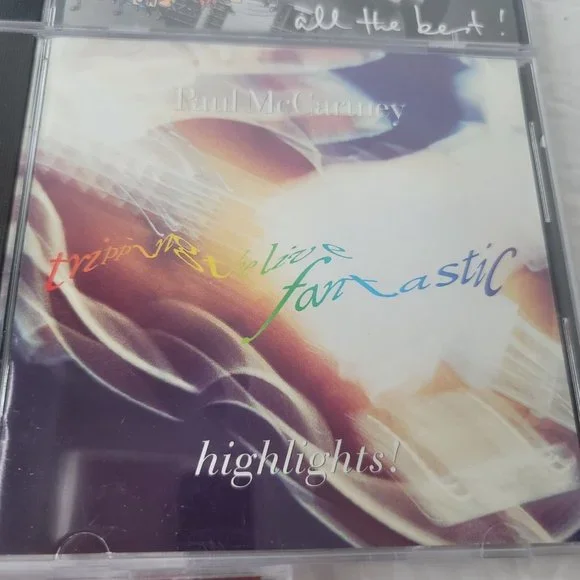 all the best!
Paul McCartney
tripping the live
fantastic
highlights!